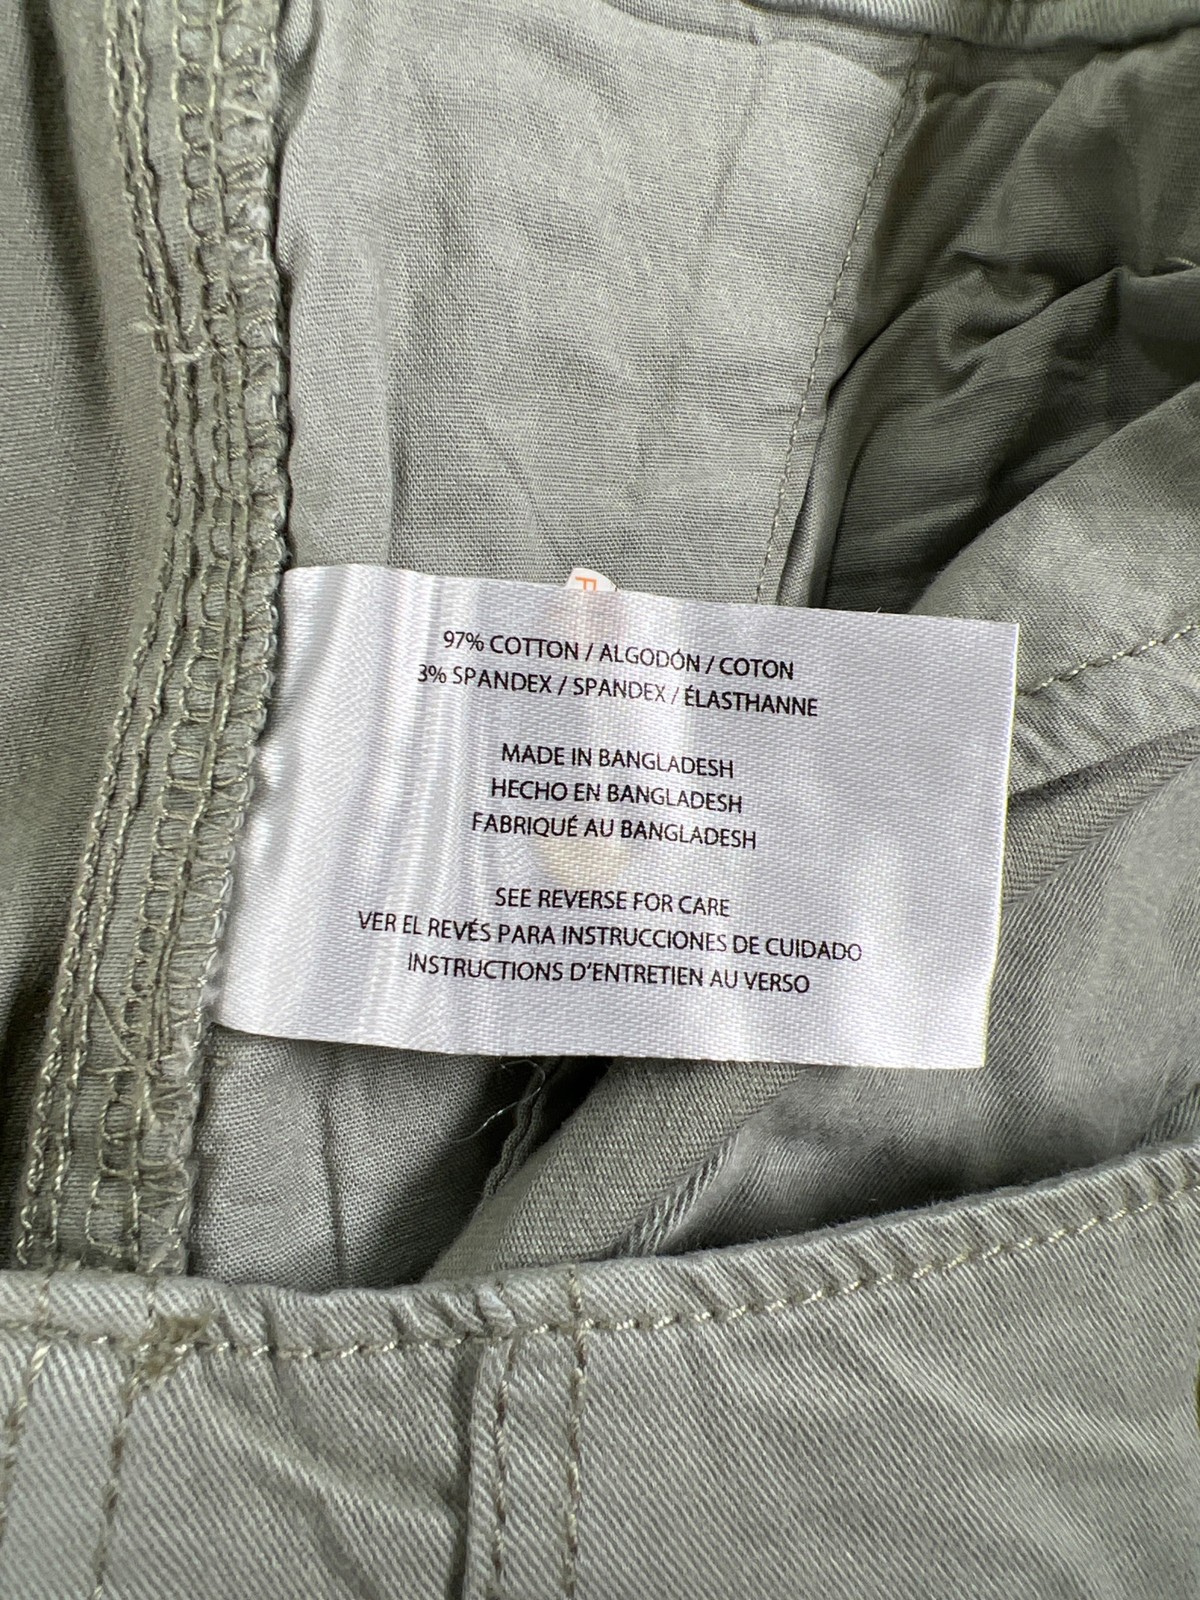 F
97% COTTON / ALGODÓN / COTON
3% SPANDEX / SPANDEX / ÉLASTHANNE
MADE IN BANGLADESH
HECHO EN BANGLADESH
FABRIQUÉ AU BANGLADESH
SEE REVERSE FOR CARE
VER EL REVÉS PARA INSTRUCCIONES DE CUIDADO
INSTRUCTIONS D'ENTRETIEN AU VERSO